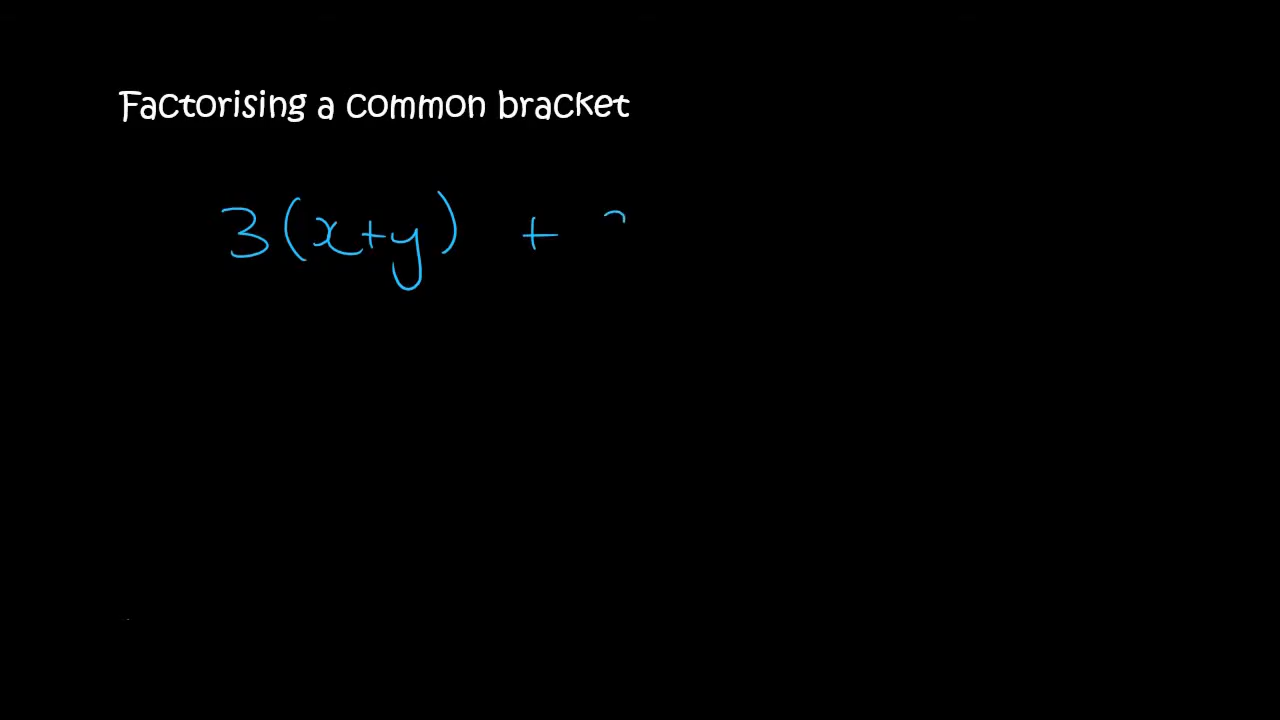 Factorising a common bracket
3(x+y) +